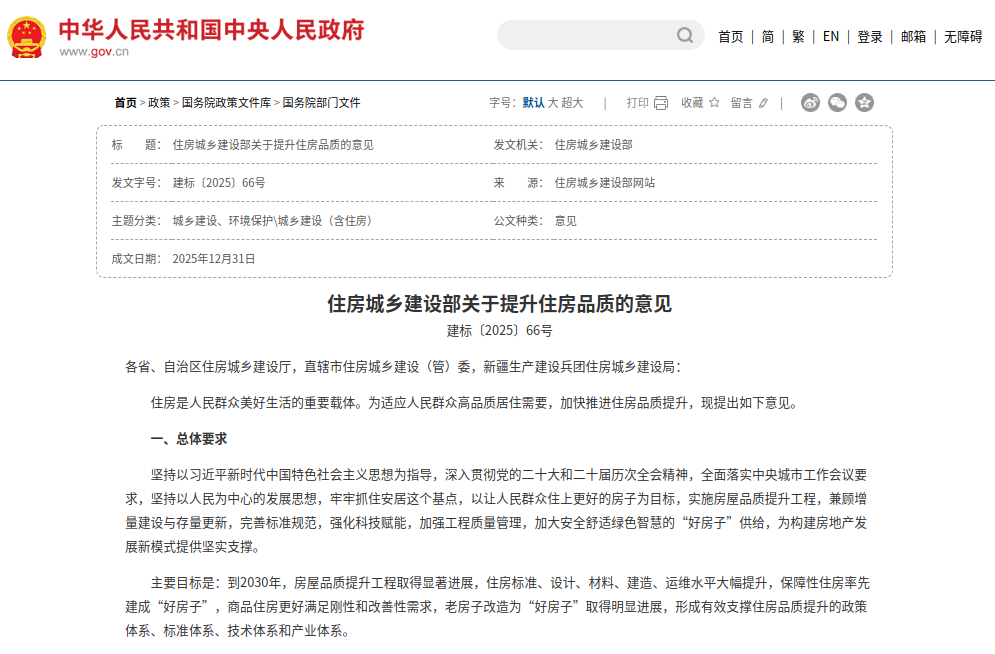 中华人民共和国中央人民政府
www.gov.cn
首页 | 简 | 繁 | EN | 登录 | 邮箱 | 无障碍
首页 > 政策 > 国务院政策文件库 > 国务院部门文件
字号：默认 大 超大 | 打印 收藏 留言 |
标 题： 住房城乡建设部关于提升住房品质的意见 发文机关： 住房城乡建设部
发文字号： 建标〔2025〕66号 来 源： 住房城乡建设部网站
主题分类： 城乡建设、环境保护\城乡建设（含住房） 公文种类： 意见
成文日期： 2025年12月31日
住房城乡建设部关于提升住房品质的意见
建标〔2025〕66号
各省、自治区住房城乡建设厅，直辖市住房城乡建设（管）委，新疆生产建设兵团住房城乡建设局：
住房是人民群众美好生活的重要载体。为适应人民群众高品质居住需要，加快推进住房品质提升，现提出如下意见。
一、总体要求
坚持以习近平新时代中国特色社会主义思想为指导，深入贯彻党的二十大和二十届历次全会精神，全面落实中央城市工作会议要
求，坚持以人民为中心的发展思想，牢牢抓住安居这个基点，以让人民群众住上更好的房子为目标，实施房屋品质提升工程，兼顾增
量建设与存量更新，完善标准规范，强化科技赋能，加强工程质量管理，加大安全舒适绿色智慧的“好房子”供给，为构建房地产发
展新模式提供坚实支撑。
主要目标是：到2030年，房屋品质提升工程取得显著进展，住房标准、设计、材料、建造、运维水平大幅提升，保障性住房率先
建成“好房子”，商品住房更好满足刚性和改善性需求，老房子改造为“好房子”取得明显进展，形成有效支撑住房品质提升的政策
体系、标准体系、技术体系和产业体系。